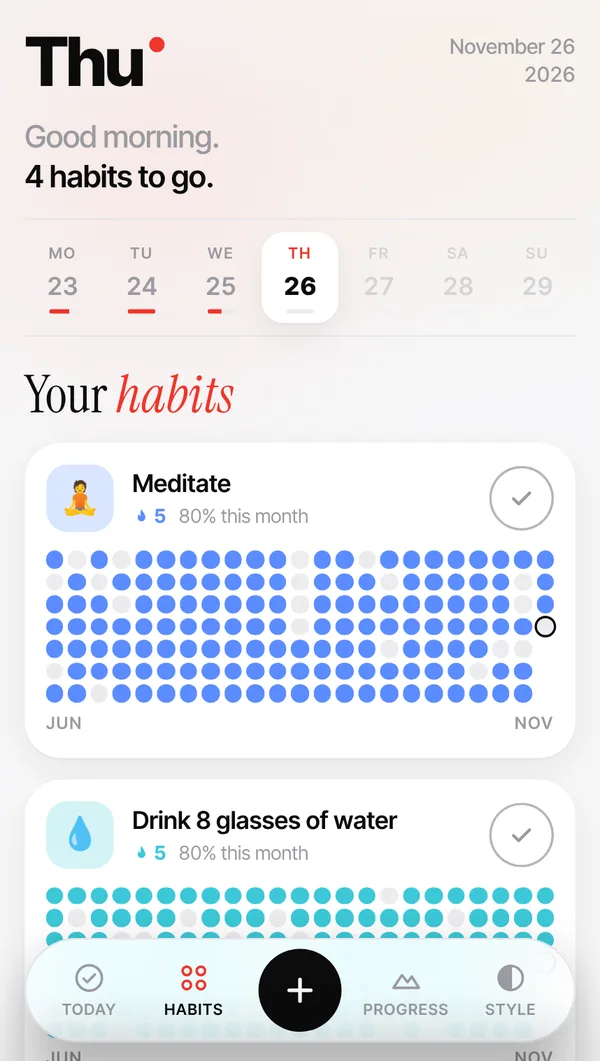 Thu
November 26
2026
Good morning.
4 habits to go.
MO TU WE TH FR SA SU
23 24 25 26 27 28 29
Your habits
Meditate
5 80% this month
JUN NOV
Drink 8 glasses of water
5 80% this month
TODAY HABITS PROGRESS STYLE
JUN NOV